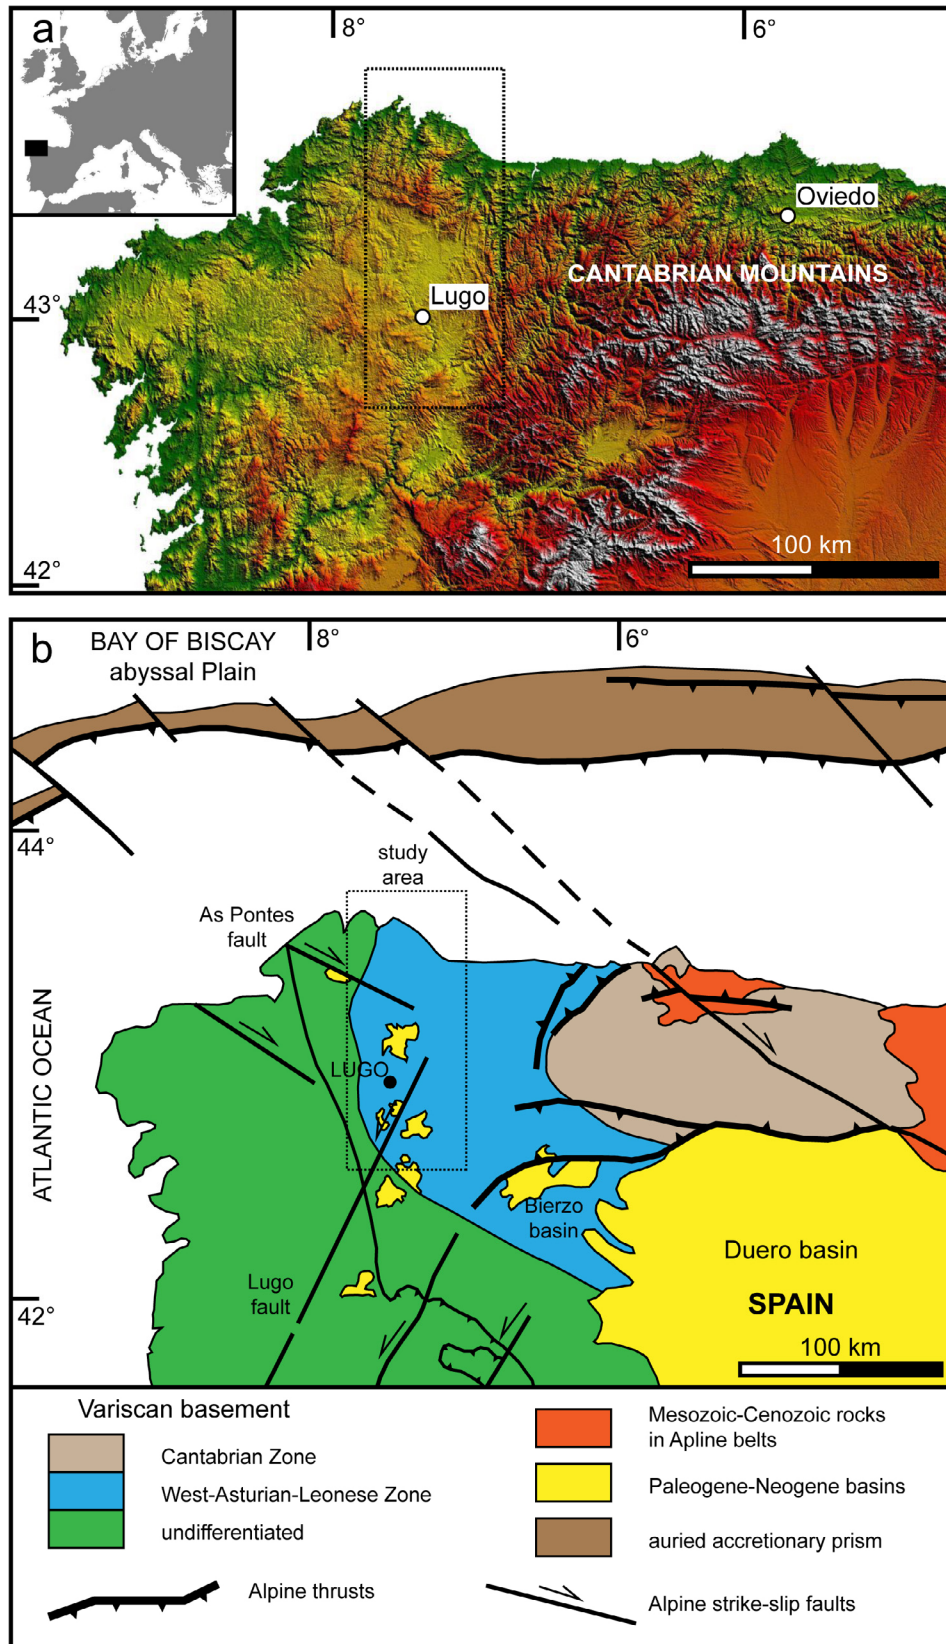 a
8°
6°
Oviedo
CANTABRIAN MOUNTAINS
43°
Lugo
100 km
42°
b
BAY OF BISCAY
abyssal Plain
8°
6°
44°
study
area
As Pontes
fault
ATLANTIC OCEAN
LUGO
Bierzo
basin
Duero basin
Lugo
fault
SPAIN
42°
100 km
Variscan basement
Cantabrian Zone
West-Asturian-Leonese Zone
undifferentiated
Alpine thrusts
Mesozoic-Cenozoic rocks
in Apline belts
Paleogene-Neogene basins
auried accretionary prism
Alpine strike-slip faults